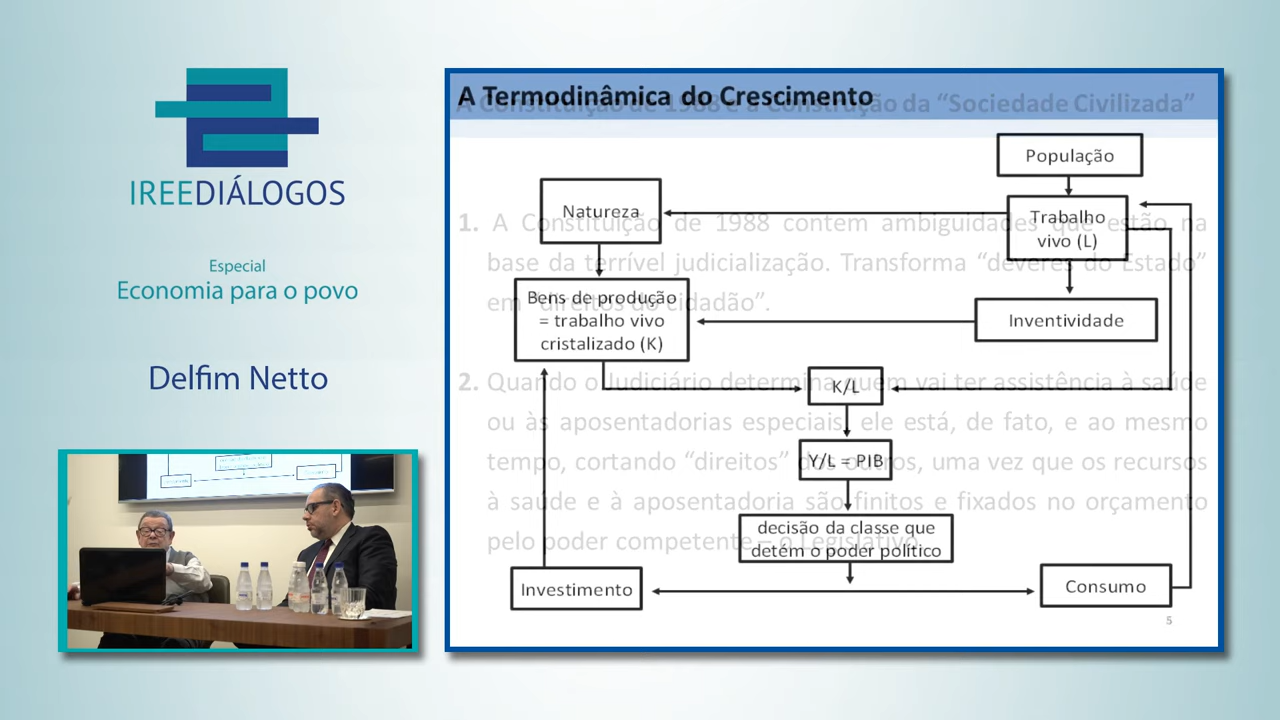 IREEDIÁLOGOS
Especial
Economia para o povo
Delfim Netto
A Termodinâmica do Crescimento
A Constituição de 1988 e a Construção da “Sociedade Civilizada”
População
Natureza
Trabalho
vivo (L)
Bens de produção
= trabalho vivo
cristalizado (K)
Inventividade
K/L
Y/L = PIB
decisão da classe que
detém o poder político
Investimento
Consumo
1. A Constituição de 1988 contem ambiguidades que estão na
base da terrível judicialização. Transforma “deveres do Estado”
em “direitos do cidadão”.
2. Quando o Judiciário determina quem vai ter assistência à saúde
ou às aposentadorias especiais, ele está, de fato, e ao mesmo
tempo, cortando “direitos” dos outros, uma vez que os recursos
à saúde e à aposentadoria são finitos e fixados no orçamento
pelo poder competente – o Legislativo.
5